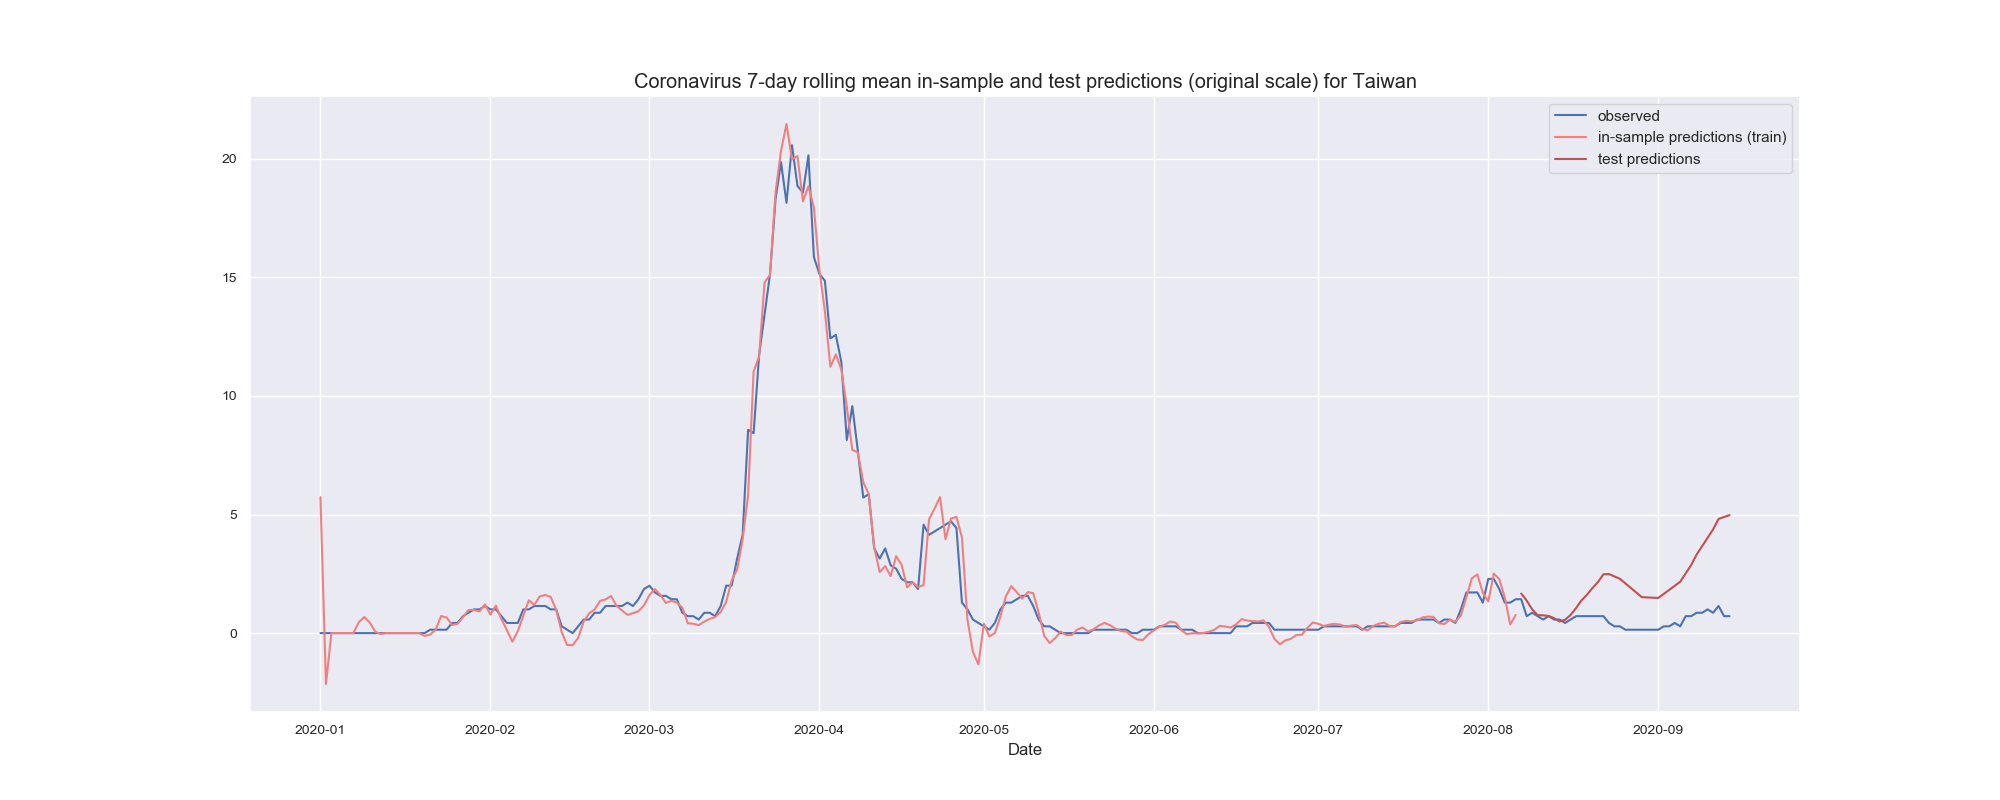 Coronavirus 7-day rolling mean in-sample and test predictions (original scale) for Taiwan
observed
in-sample predictions (train)
test predictions
20
15
10
5
0
2020-01 2020-02 2020-03 2020-04 2020-05 2020-06 2020-07 2020-08 2020-09
Date